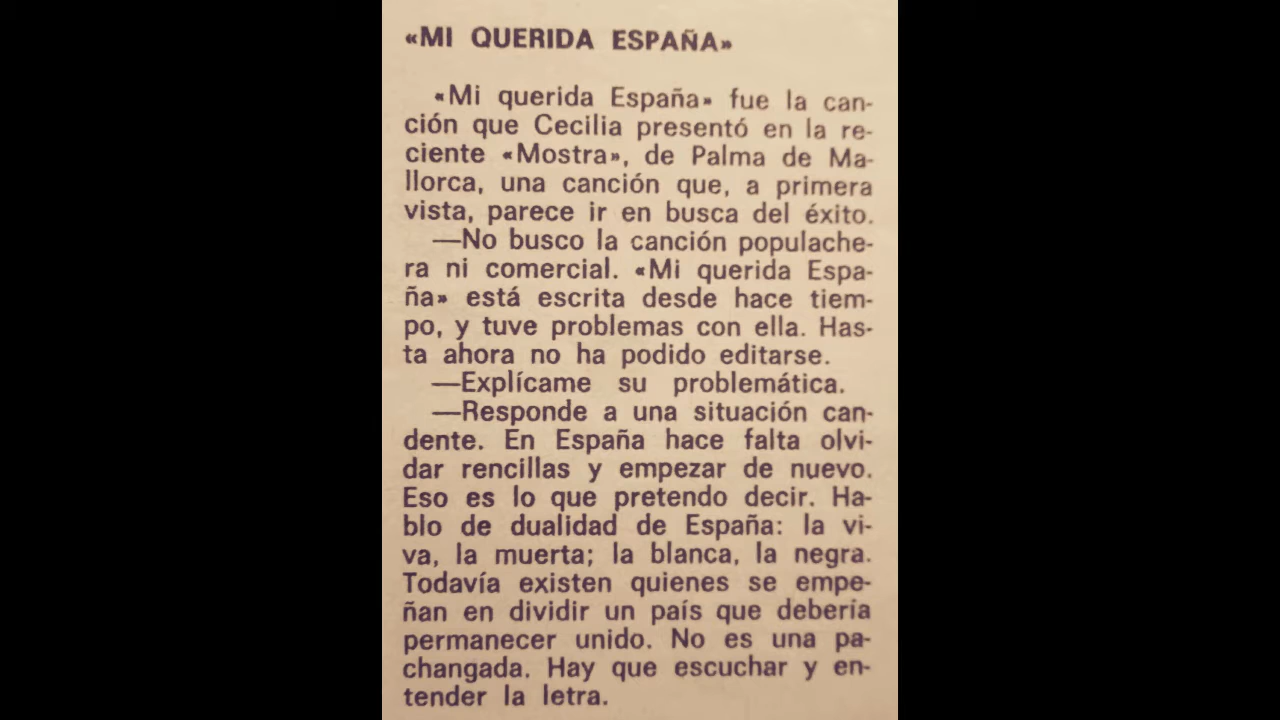 «MI QUERIDA ESPAÑA»
«Mi querida España» fue la can-
ción que Cecilia presentó en la re-
ciente «Mostra», de Palma de Ma-
llorca, una canción que, a primera
vista, parece ir en busca del éxito.
—No busco la canción populache-
ra ni comercial. «Mi querida Espa-
ña» está escrita desde hace tiem-
po, y tuve problemas con ella. Has-
ta ahora no ha podido editarse.
—Explícame su problemática.
—Responde a una situación can-
dente. En España hace falta olvi-
dar rencillas y empezar de nuevo.
Eso es lo que pretendo decir. Ha-
blo de dualidad de España: la vi-
va, la muerta; la blanca, la negra.
Todavía existen quienes se empe-
ñan en dividir un país que debería
permanecer unido. No es una pa-
changada. Hay que escuchar y en-
tender la letra.